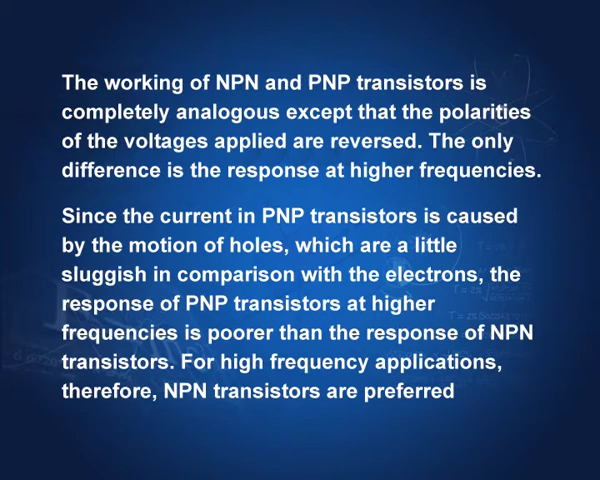 The working of NPN and PNP transistors is
completely analogous except that the polarities
of the voltages applied are reversed. The only
difference is the response at higher frequencies.
Since the current in PNP transistors is caused
by the motion of holes, which are a little
sluggish in comparison with the electrons, the
response of PNP transistors at higher
frequencies is poorer than the response of NPN
transistors. For high frequency applications,
therefore, NPN transistors are preferred